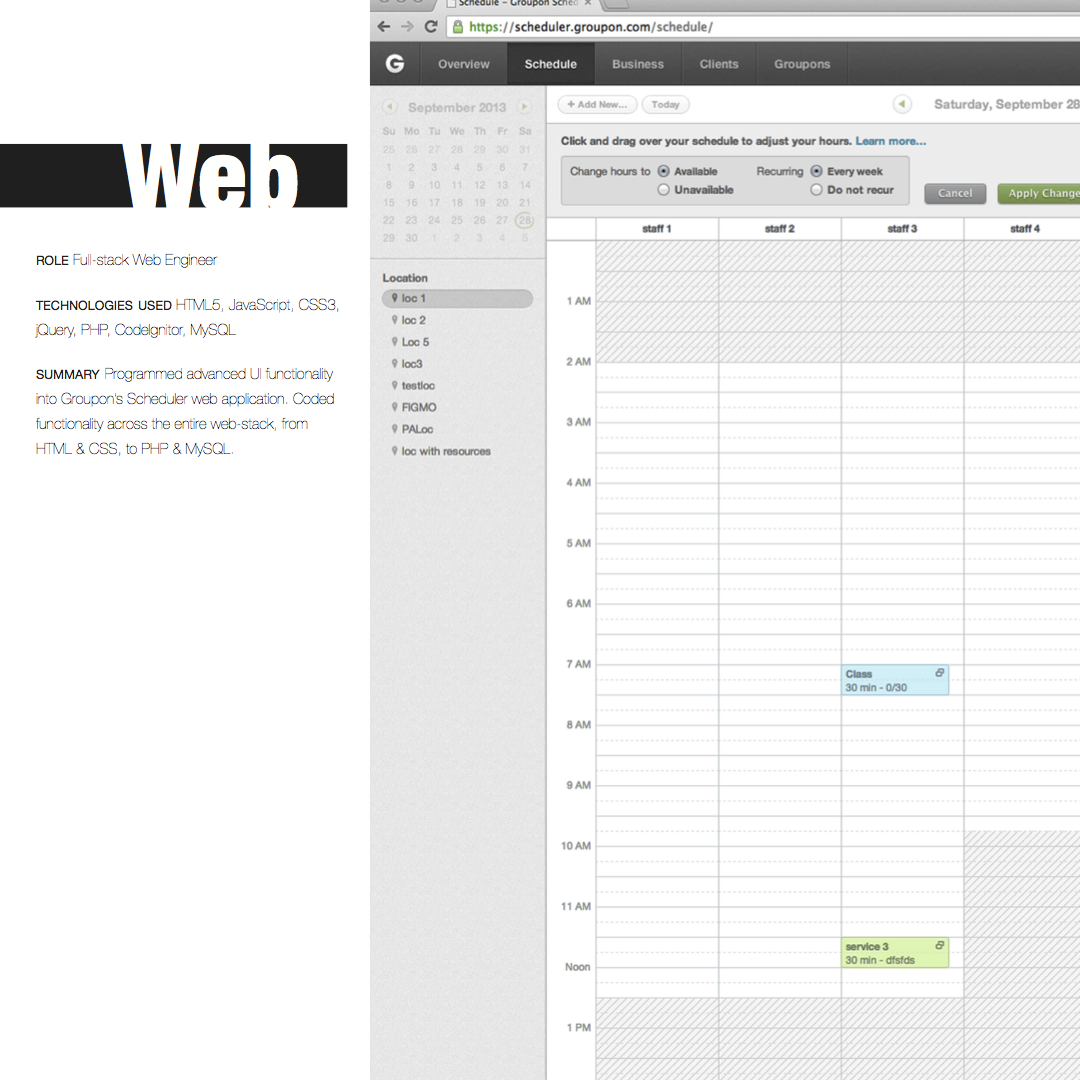 Web
ROLE Full-stack Web Engineer
TECHNOLOGIES USED HTML5, JavaScript, CSS3,
jQuery, PHP, CodeIgnitor, MySQL
SUMMARY Programmed advanced UI functionality
into Groupon's Scheduler web application. Coded
functionality across the entire web-stack, from
HTML & CSS, to PHP & MySQL.
Schedule – Groupon Sched
https://scheduler.groupon.com/schedule/
G Overview Schedule Business Clients Groupons
September 2013
Su Mo Tu We Th Fr Sa
25 26 27 28 29 30 31
1 2 3 4 5 6 7
8 9 10 11 12 13 14
15 16 17 18 19 20 21
22 23 24 25 26 27 28
29 30 1 2 3 4 5
Location
loc 1
loc 2
Loc 5
loc3
testloc
FIGMO
PALoc
loc with resources
+ Add New... Today Saturday, September 28
Click and drag over your schedule to adjust your hours. Learn more...
Change hours to Available Recurring Every week
Unavailable Do not recur
Cancel Apply Change
staff 1 staff 2 staff 3 staff 4
1 AM
2 AM
3 AM
4 AM
5 AM
6 AM
7 AM
Class
30 min - 0/30
8 AM
9 AM
10 AM
11 AM
service 3
30 min - dfsfds
Noon
1 PM